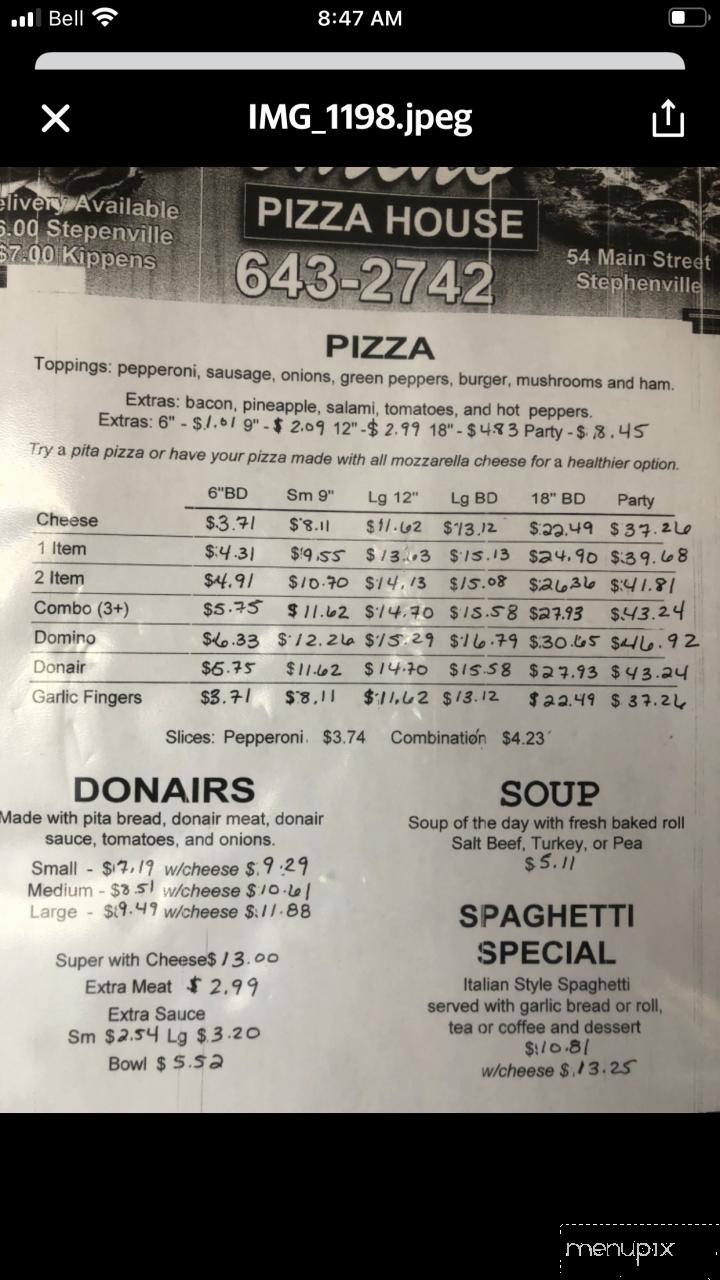 Bell
8:47 AM
IMG_1198.jpeg
PIZZA HOUSE
643-2742
Available
.00 Stepenville
$7.00 Kippens
54 Main Street
Stephenville
PIZZA
Toppings: pepperoni, sausage, onions, green peppers, burger, mushrooms and ham.
Extras: bacon, pineapple, salami, tomatoes, and hot peppers.
Extras: 6" - $1.61 9" - $2.09 12" - $2.99 18" - $4.83 Party - $8.45
Try a pita pizza or have your pizza made with all mozzarella cheese for a healthier option.
6"BD Sm 9" Lg 12" Lg BD 18" BD Party
Cheese $3.71 $8.11 $11.62 $13.12 $22.49 $37.26
1 Item $4.31 $9.55 $15.13 $24.90 $39.68
2 Item $4.91 $10.70 $14.13 $15.08 $26.36 $41.81
Combo (3+) $5.75 $11.62 $14.70 $15.58 $27.93 $43.24
Domino $6.33 $12.26 $15.29 $16.79 $30.65 $46.92
Donair $11.62 $14.70 $15.58 $27.93 $43.24
Garlic Fingers $3.71 $8.11 $11.62 $13.12 $22.49 $37.26
Slices: Pepperoni $3.74 Combination $4.23
DONAIRS
Made with pita bread, donair meat, donair
sauce, tomatoes, and onions.
Small - $7.19 w/cheese $9.29
Medium - $8.51 w/cheese $10.61
Large - $9.49 w/cheese $11.88
Super with Cheese $13.00
Extra Meat $2.99
Extra Sauce
Sm $2.54 Lg $3.20
Bowl $5.52
SOUP
Soup of the day with fresh baked roll
Salt Beef, Turkey, or Pea
$5.11
SPAGHETTI
SPECIAL
Italian Style Spaghetti
served with garlic bread or roll,
tea or coffee and dessert
$10.81
w/cheese $13.25
menupix